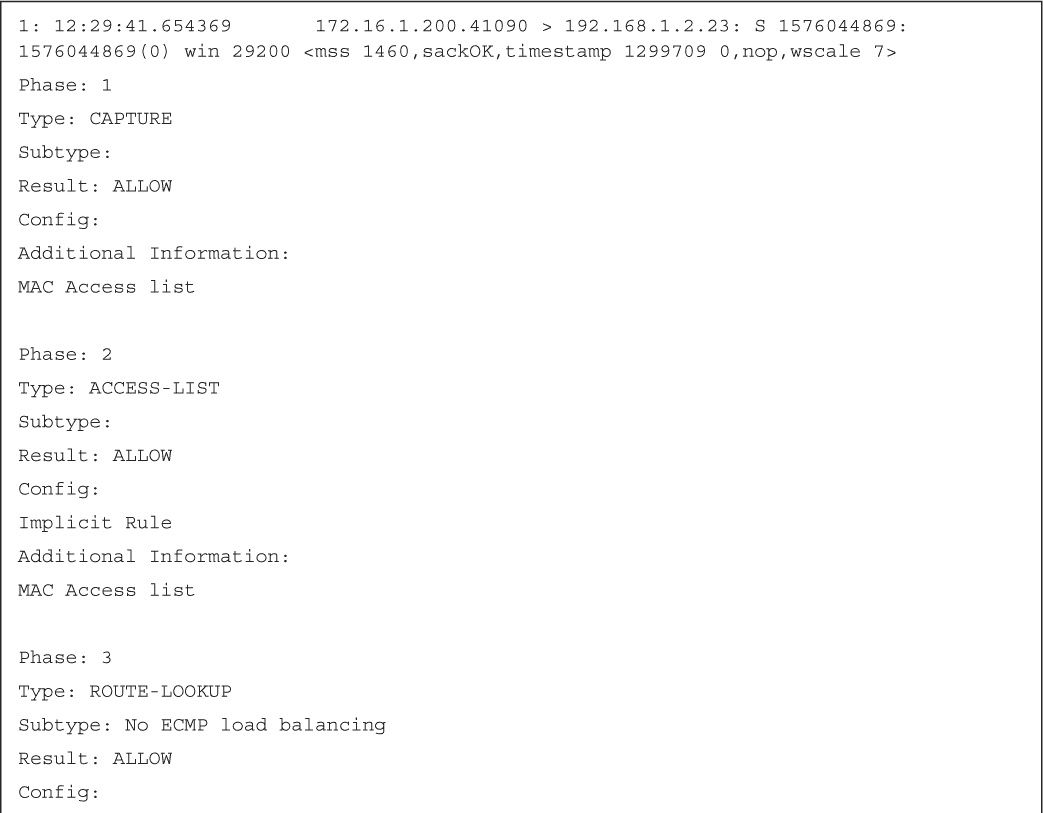 1: 12:29:41.654369       172.16.1.200.41090 > 192.168.1.2.23: S 1576044869:
1576044869(0) win 29200 <mss 1460,sackOK,timestamp 1299709 0,nop,wscale 7>
Phase: 1
Type: CAPTURE
Subtype:
Result: ALLOW
Config:
Additional Information:
MAC Access list
Phase: 2
Type: ACCESS-LIST
Subtype:
Result: ALLOW
Config:
Implicit Rule
Additional Information:
MAC Access list
Phase: 3
Type: ROUTE-LOOKUP
Subtype: No ECMP load balancing
Result: ALLOW
Config: